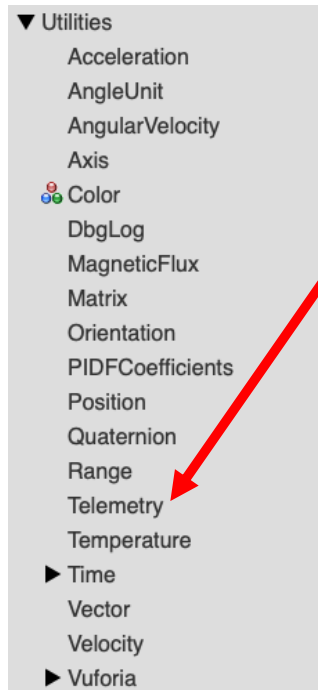 Utilities
Acceleration
AngleUnit
AngularVelocity
Axis
Color
DbgLog
MagneticFlux
Matrix
Orientation
PIDFCoefficients
Position
Quaternion
Range
Telemetry
Temperature
Time
Vector
Velocity
Vuforia